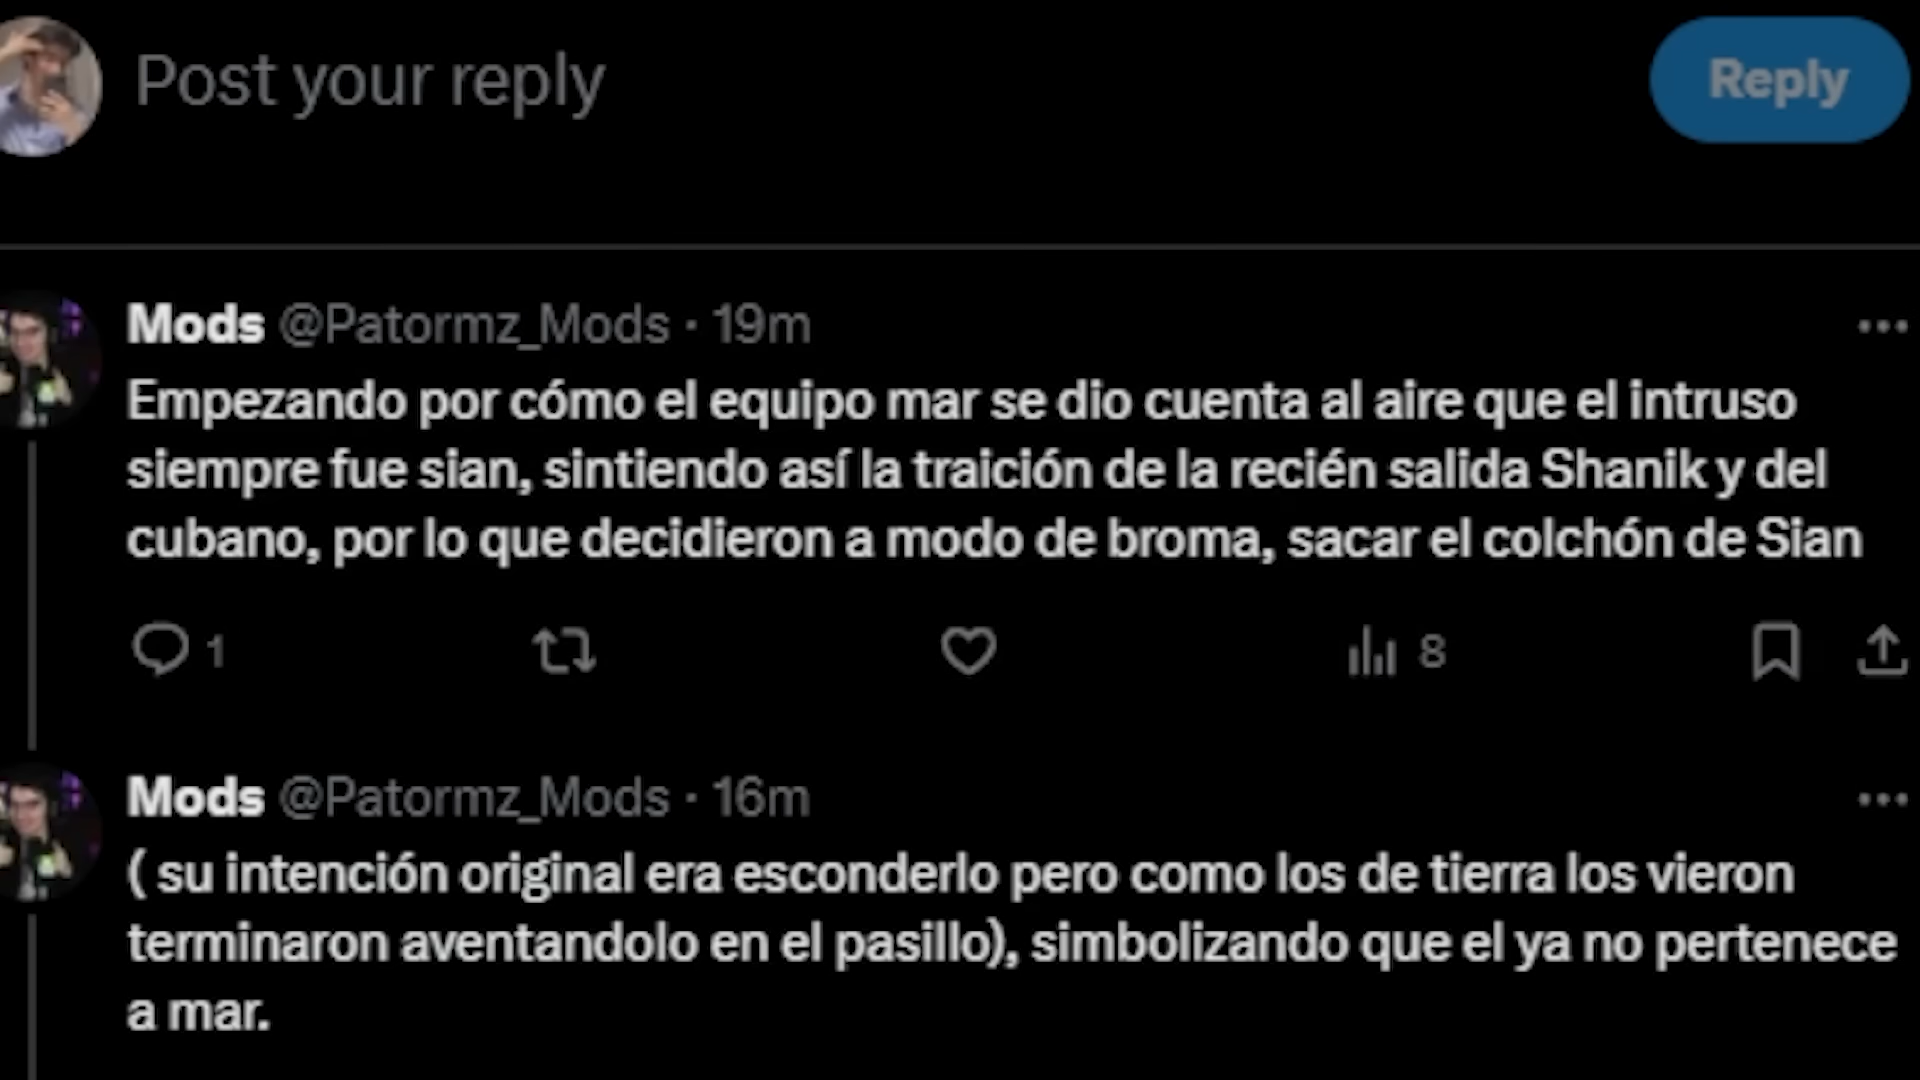 Post your reply
Reply
Mods @Patormz_Mods · 19m
Empezando por cómo el equipo mar se dio cuenta al aire que el intruso
siempre fue sian, sintiendo así la traición de la recién salida Shanik y del
cubano, por lo que decidieron a modo de broma, sacar el colchón de Sian
1 8
Mods @Patormz_Mods · 16m
( su intención original era esconderlo pero como los de tierra los vieron
terminaron aventandolo en el pasillo), simbolizando que el ya no pertenece
a mar.